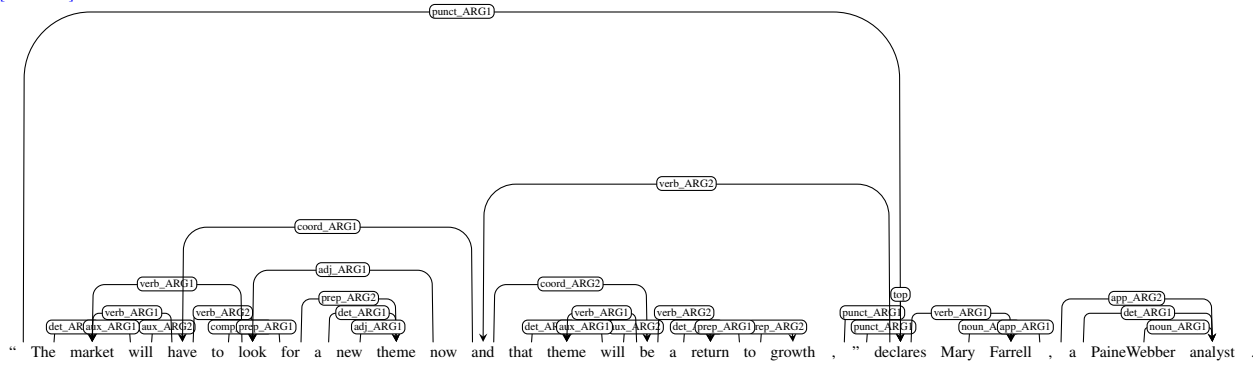 punct_ARG1
verb_ARG2
coord_ARG1
adj_ARG1
verb_ARG1 coord_ARG2
prep_ARG2 top app_ARG2
verb_ARG1 verb_ARG2 det_ARG1 verb_ARG1 verb_ARG2 punct_ARG1 verb_ARG1 det_ARG1
aux_ARG1 aux_ARG2 prep_ARG1 adj_ARG1 aux_ARG1 prep_ARG1 punct_ARG1 app_ARG1 noun_ARG1
“ The market will have to look for a new theme now and that theme will be a return to growth , ” declares Mary Farrell , a PaineWebber analyst